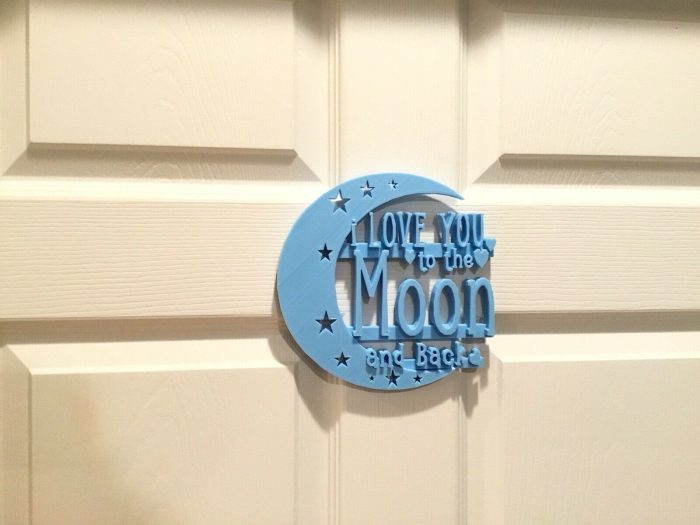 I LOVE YOU
to the
Moon
and Back